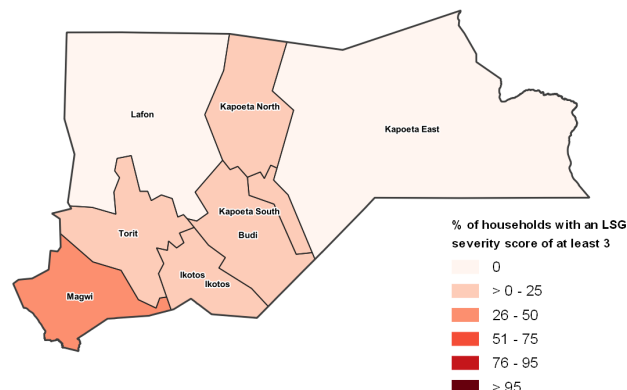 Kapoeta North
Lafon
Kapoeta East
Kapoeta South
Torit
Budi
Ikotos
Ikotos
Magwi
% of households with an LSG
severity score of at least 3
0
> 0 - 25
26 - 50
51 - 75
76 - 95
> 95